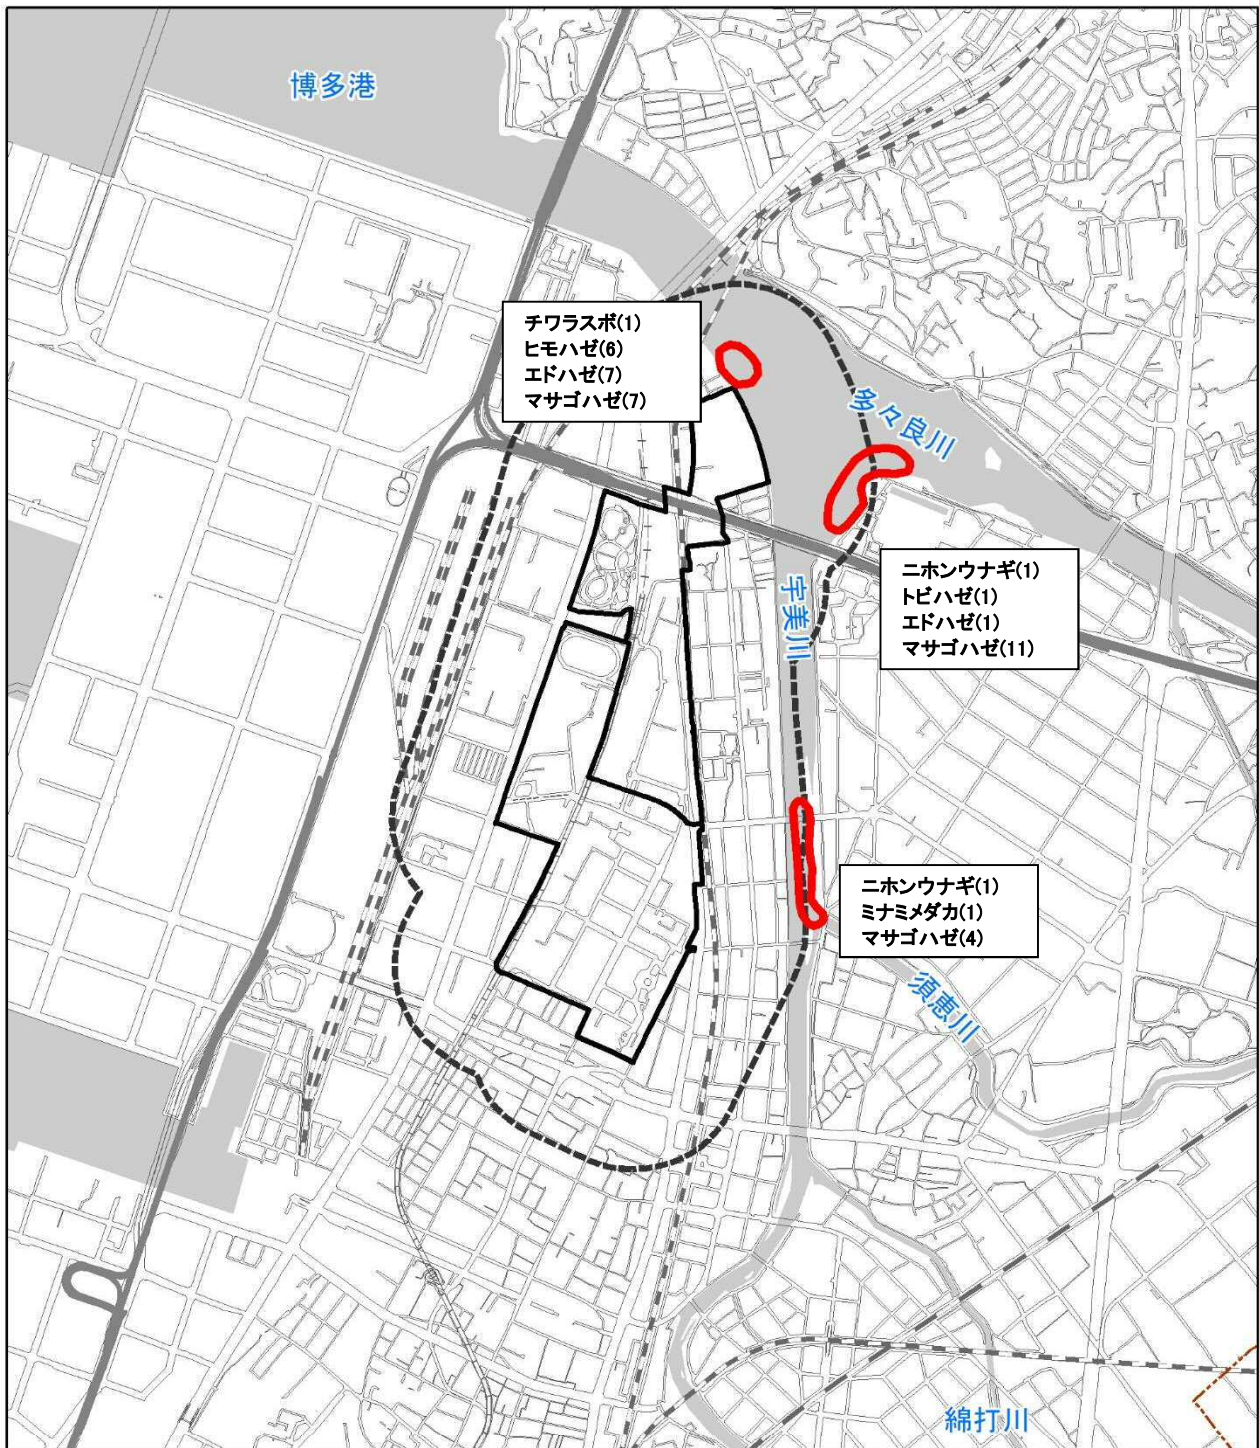 博多港
チワラスボ(1)
ヒモハゼ(6)
エドハゼ(7)
マサゴハゼ(7)
多々良川
ニホンウナギ(1)
トビハゼ(1)
エドハゼ(1)
マサゴハゼ(11)
宇美川
ニホンウナギ(1)
ミナミメダカ(1)
マサゴハゼ(4)
須恵川
綿打川